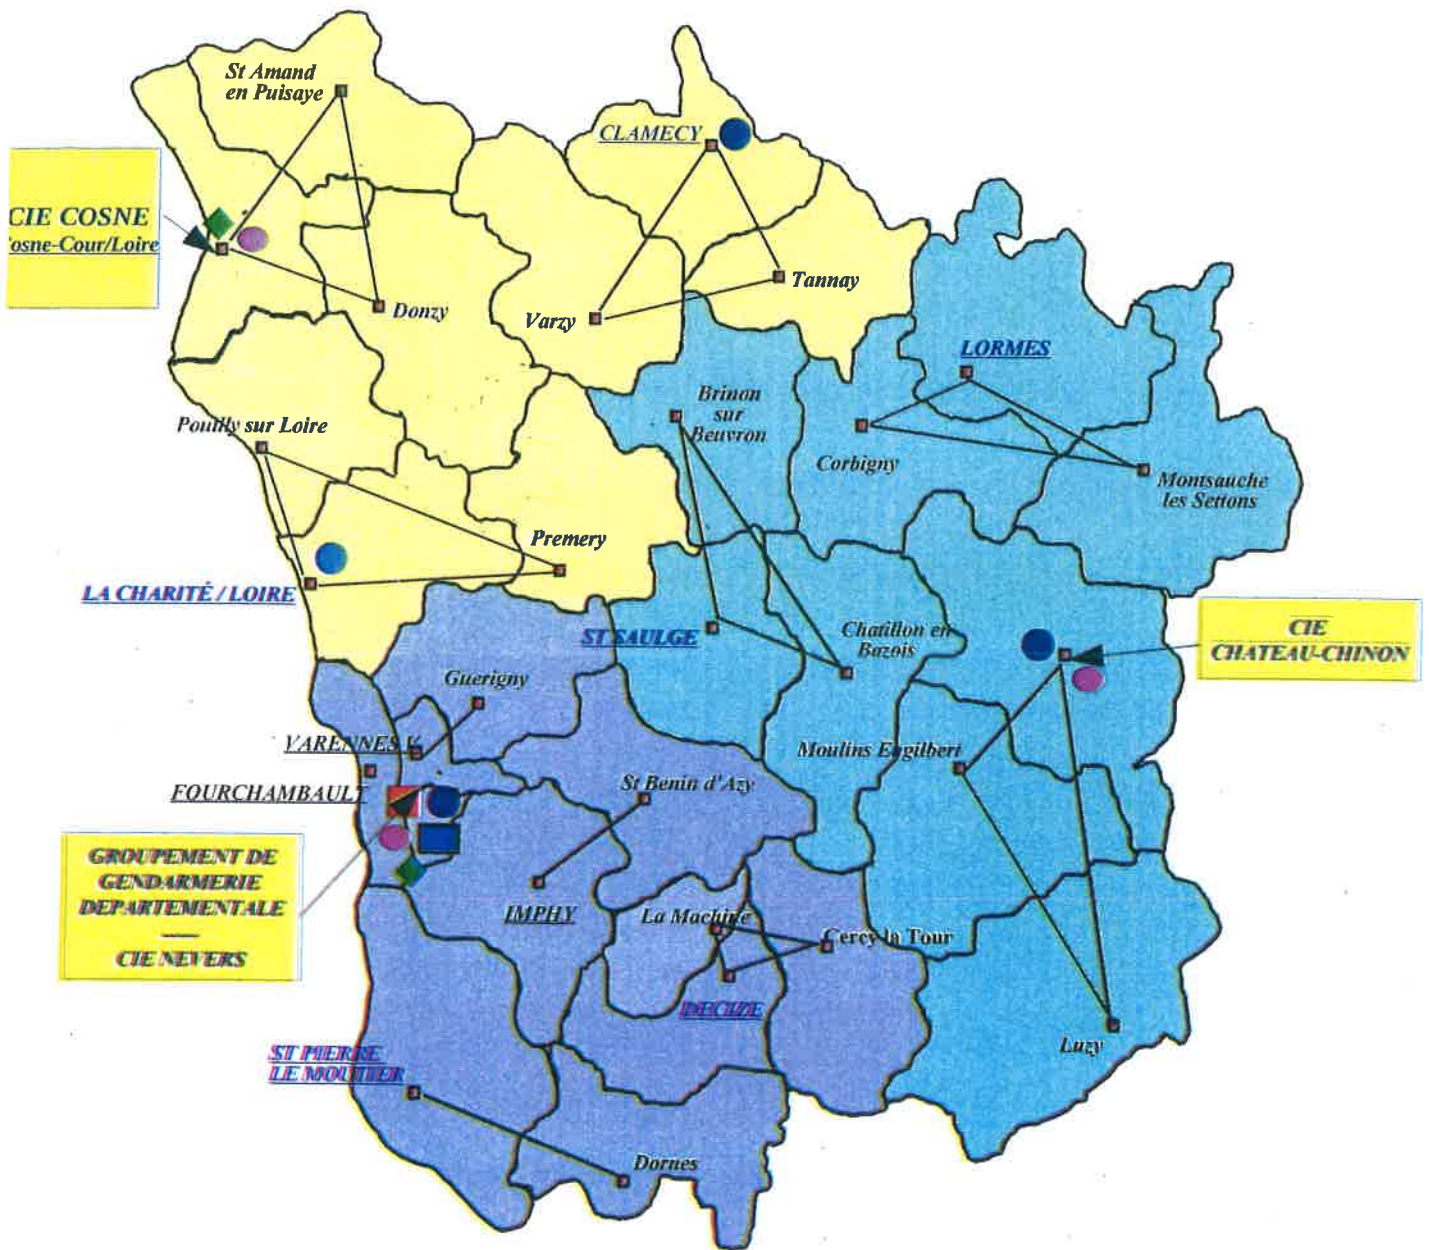 St Amand
en Puisaye
CLAMECY
CIE COSNE
osne-Cour/Loire
Tannay
Donzy
Varzy
LORMES
Brinon
sur
Beuvron
Pouilly sur Loire
Corbigny
Montsauche
les Settons
Premery
LA CHARITÉ / LOIRE
ST SAULGE
Chatillon en
Bazois
CIE
CHATEAU-CHINON
Guerigny
VARENNES V
Moulins Engilbert
St Benin d'Azy
FOURCHAMBAULT
GROUPEMENT DE
GENDARMERIE
DEPARTEMENTALE
CIE NEVERS
IMPHY
La Machine
Cercy la Tour
DECIZE
Luzy
ST PIERRE
LE MOUTIER
Dornes